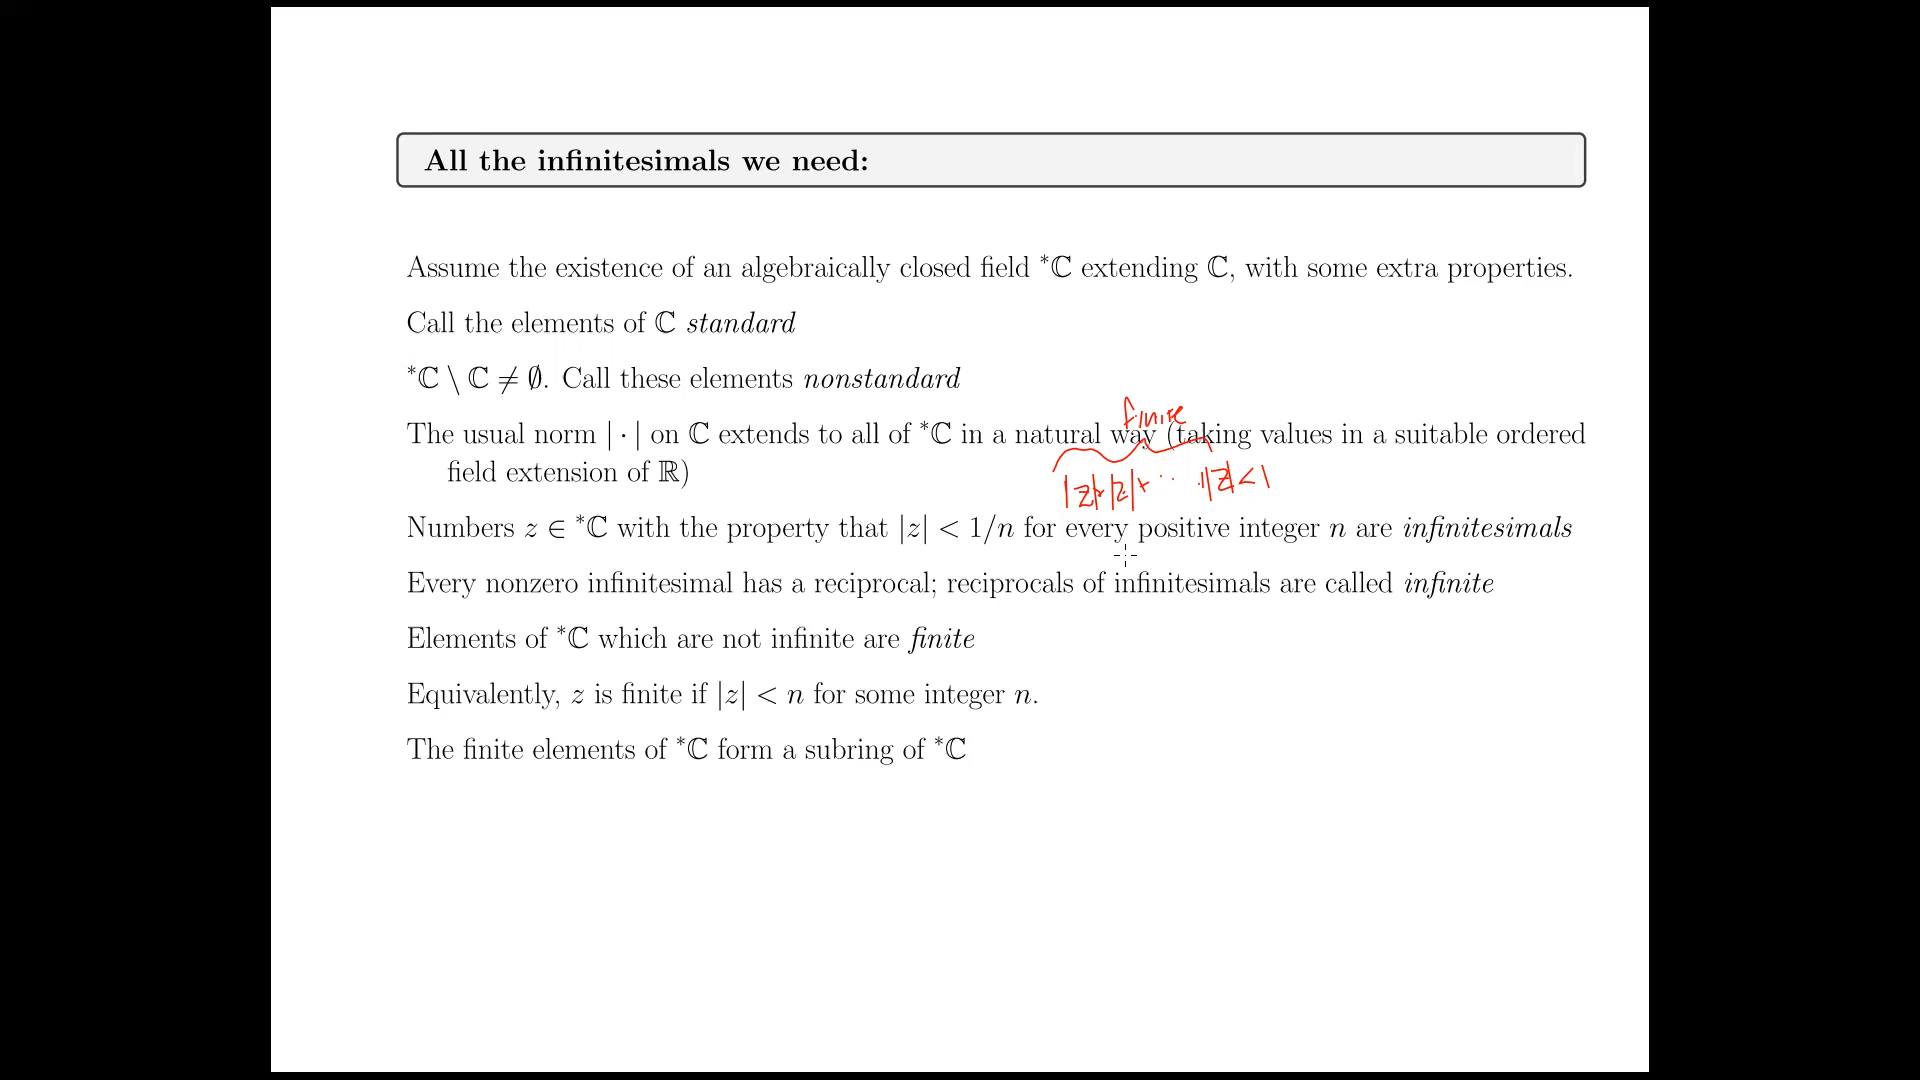 All the infinitesimals we need:
Assume the existence of an algebraically closed field *ℂ extending ℂ, with some extra properties.
Call the elements of ℂ standard
*ℂ \ ℂ ≠ ∅. Call these elements nonstandard
finite
The usual norm | · | on ℂ extends to all of *ℂ in a natural way (taking values in a suitable ordered
field extension of ℝ)
|z|+|z|+ ··· +|z| < 1
Numbers z ∈ *ℂ with the property that |z| < 1/n for every positive integer n are infinitesimals
Every nonzero infinitesimal has a reciprocal; reciprocals of infinitesimals are called infinite
Elements of *ℂ which are not infinite are finite
Equivalently, z is finite if |z| < n for some integer n.
The finite elements of *ℂ form a subring of *ℂ